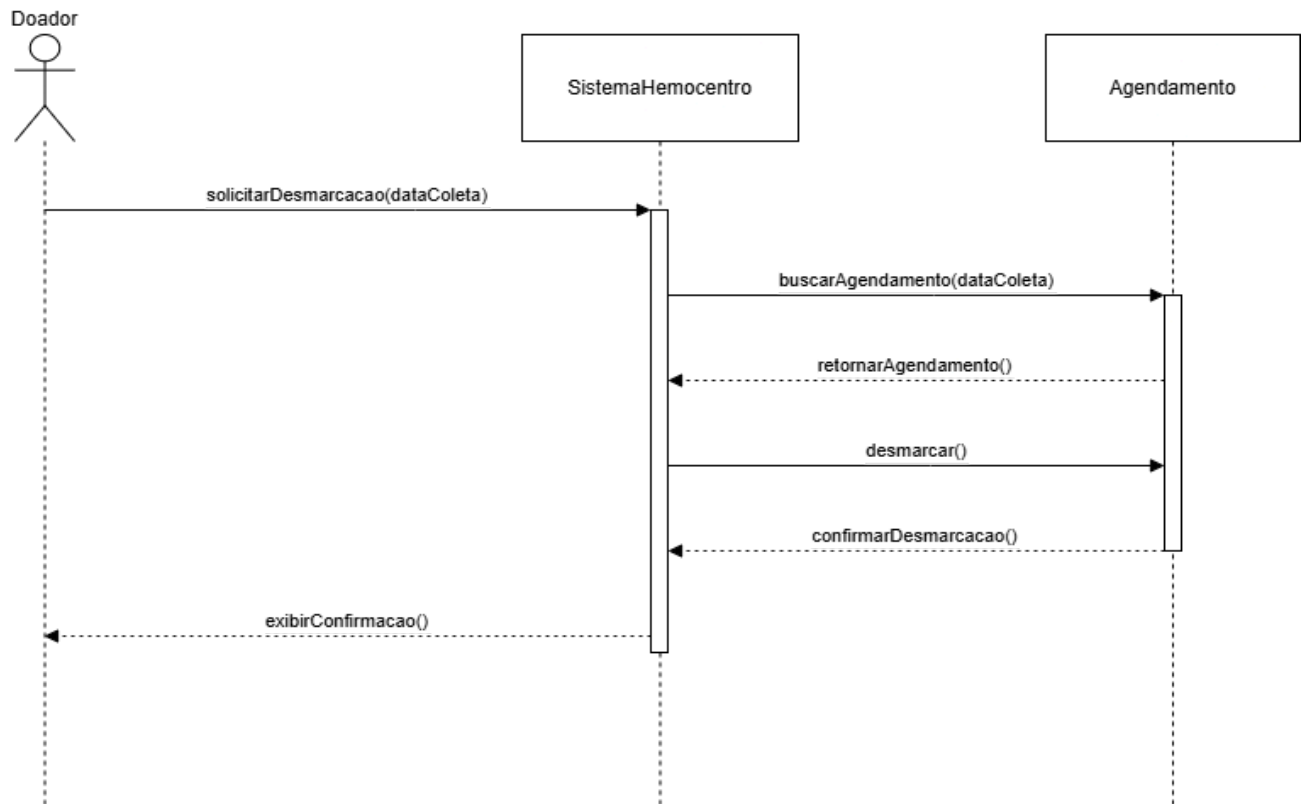 Doador
SistemaHemocentro
Agendamento
solicitarDesmarcacao(dataColeta)
buscarAgendamento(dataColeta)
retornarAgendamento()
desmarcar()
confirmarDesmarcacao()
exibirConfirmacao()